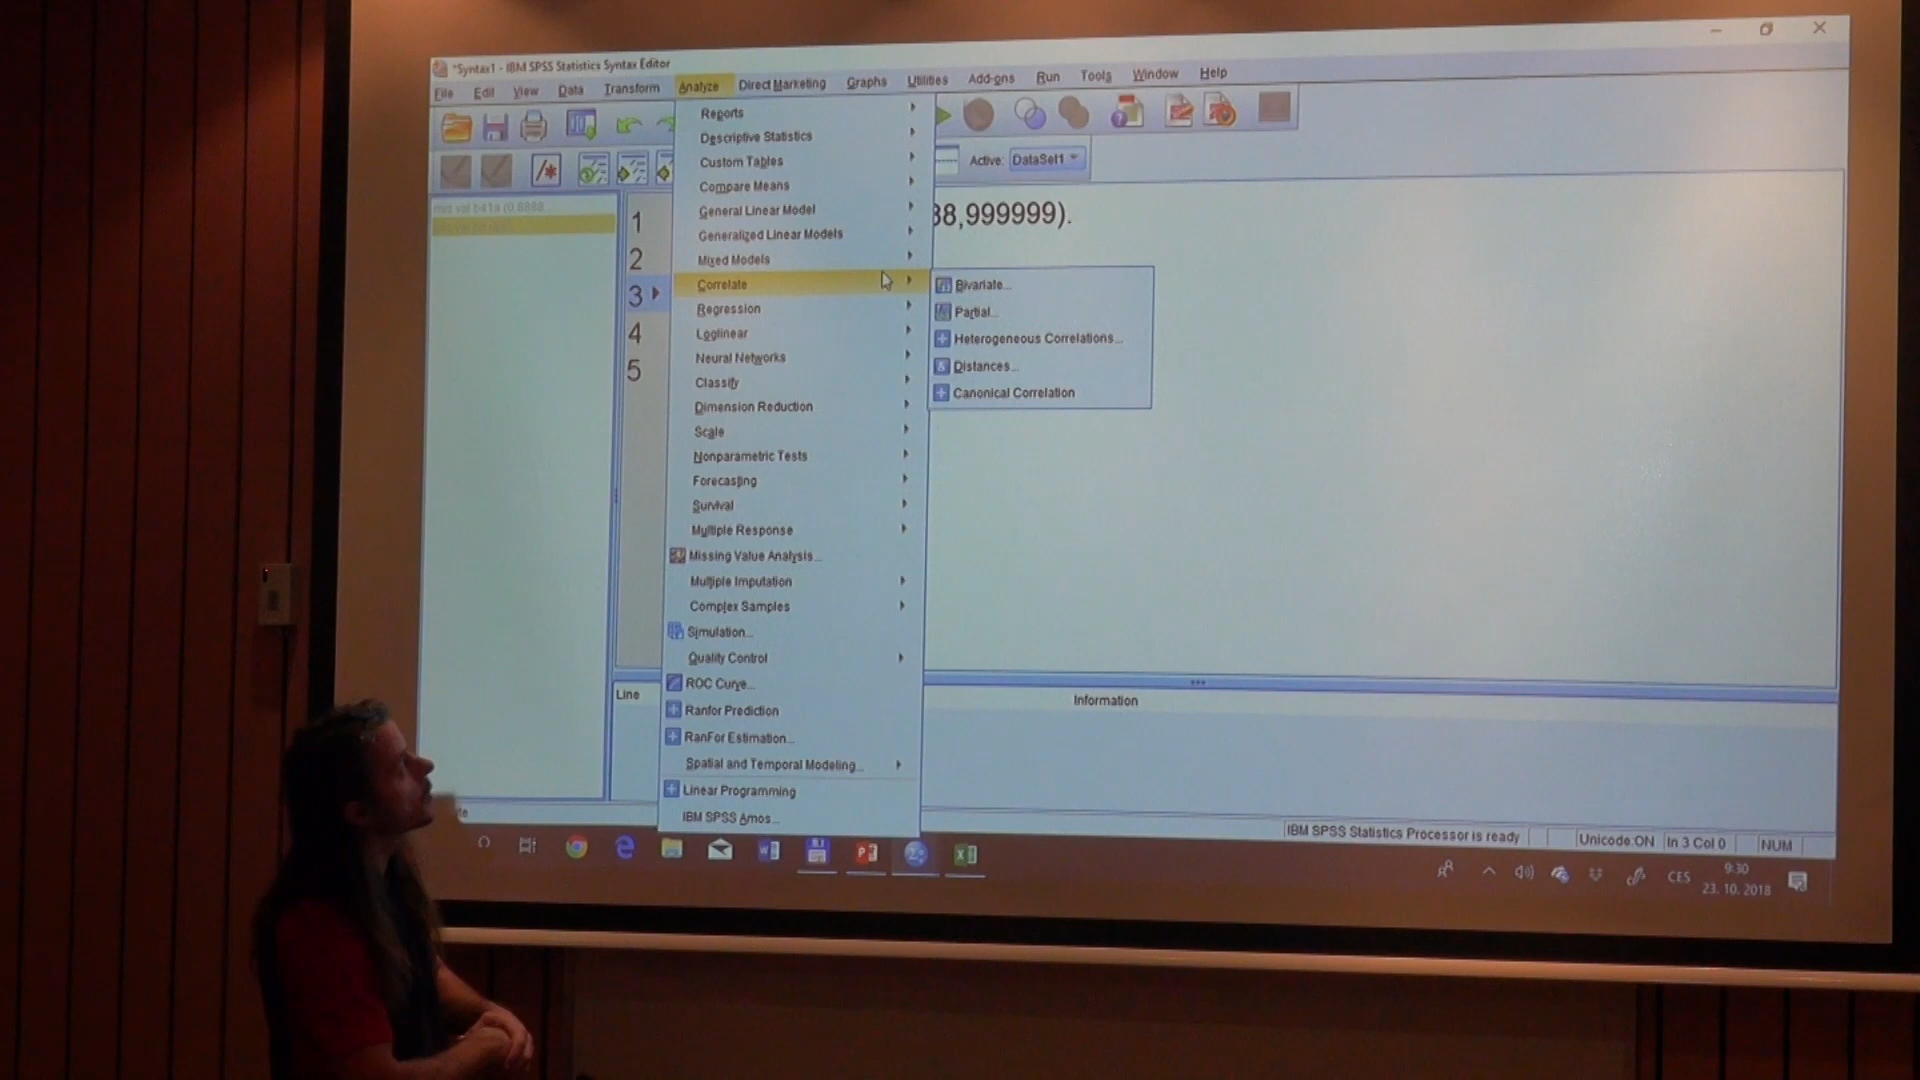 *Syntax1 - IBM SPSS Statistics Syntax Editor
File Edit View Data Transform Analyze Direct Marketing Graphs Utilities Add-ons Run Tools Window Help
Active: DataSet1
1
2
3
4
5
88,999999).
Reports
Descriptive Statistics
Custom Tables
Compare Means
General Linear Model
Generalized Linear Models
Mixed Models
Correlate
Regression
Loglinear
Neural Networks
Classify
Dimension Reduction
Scale
Nonparametric Tests
Forecasting
Survival
Multiple Response
Missing Value Analysis...
Multiple Imputation
Complex Samples
Simulation...
Quality Control
ROC Curve...
Ranfor Prediction
RanFor Estimation...
Spatial and Temporal Modeling...
Linear Programming
IBM SPSS Amos...
Bivariate...
Partial...
Heterogeneous Correlations...
Distances...
Canonical Correlation
Line
Information
IBM SPSS Statistics Processor is ready Unicode:ON In 3 Col 0 NUM
CES
9:30
23. 10. 2018